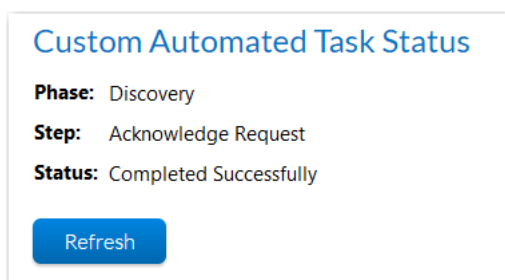 Custom Automated Task Status
Phase: Discovery
Step: Acknowledge Request
Status: Completed Successfully
Refresh